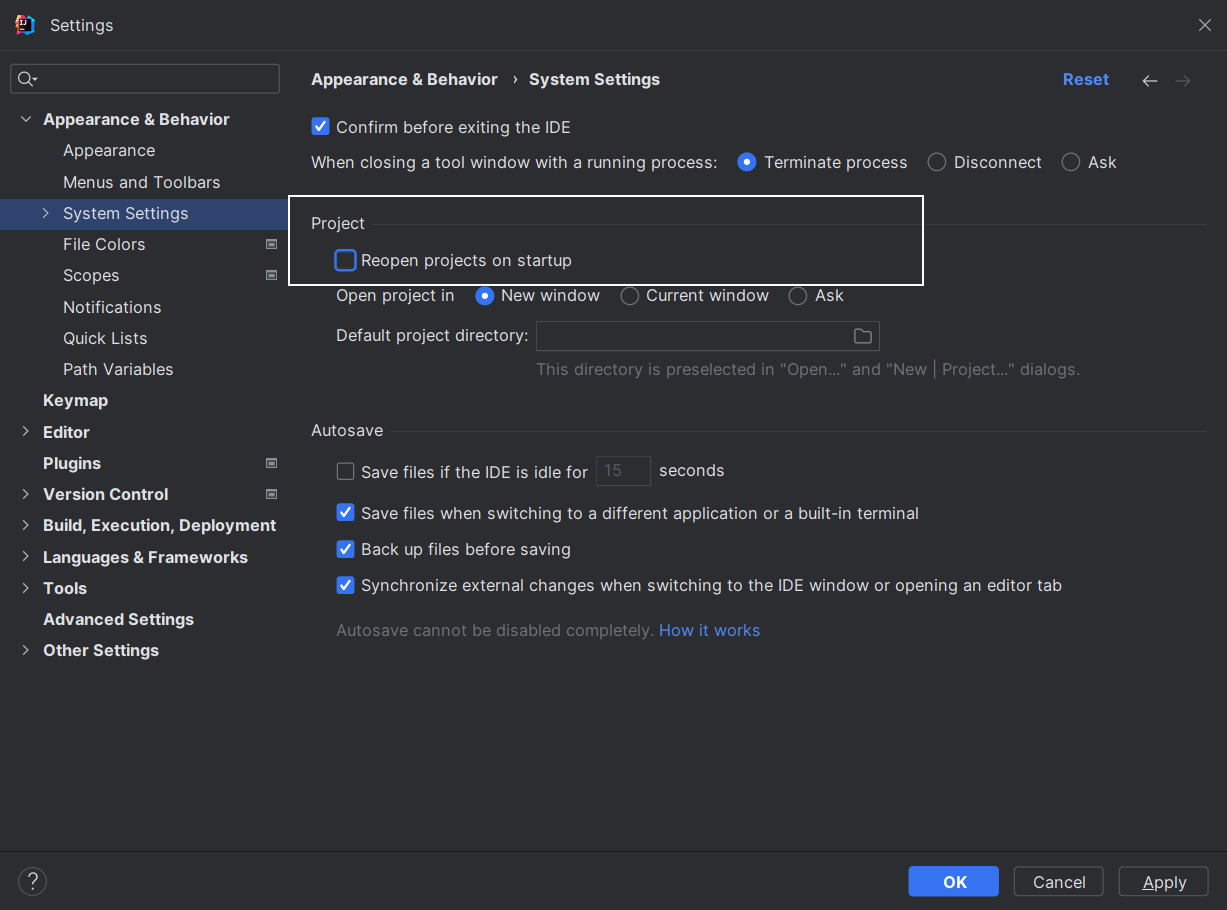 Settings
Appearance & Behavior
Appearance
Menus and Toolbars
System Settings
File Colors
Scopes
Notifications
Quick Lists
Path Variables
Keymap
Editor
Plugins
Version Control
Build, Execution, Deployment
Languages & Frameworks
Tools
Advanced Settings
Other Settings
Appearance & Behavior › System Settings Reset
Confirm before exiting the IDE
When closing a tool window with a running process: Terminate process Disconnect Ask
Project
Reopen projects on startup
Open project in New window Current window Ask
Default project directory:
This directory is preselected in "Open..." and "New | Project..." dialogs.
Autosave
Save files if the IDE is idle for 15 seconds
Save files when switching to a different application or a built-in terminal
Back up files before saving
Synchronize external changes when switching to the IDE window or opening an editor tab
Autosave cannot be disabled completely. How it works
? OK Cancel Apply